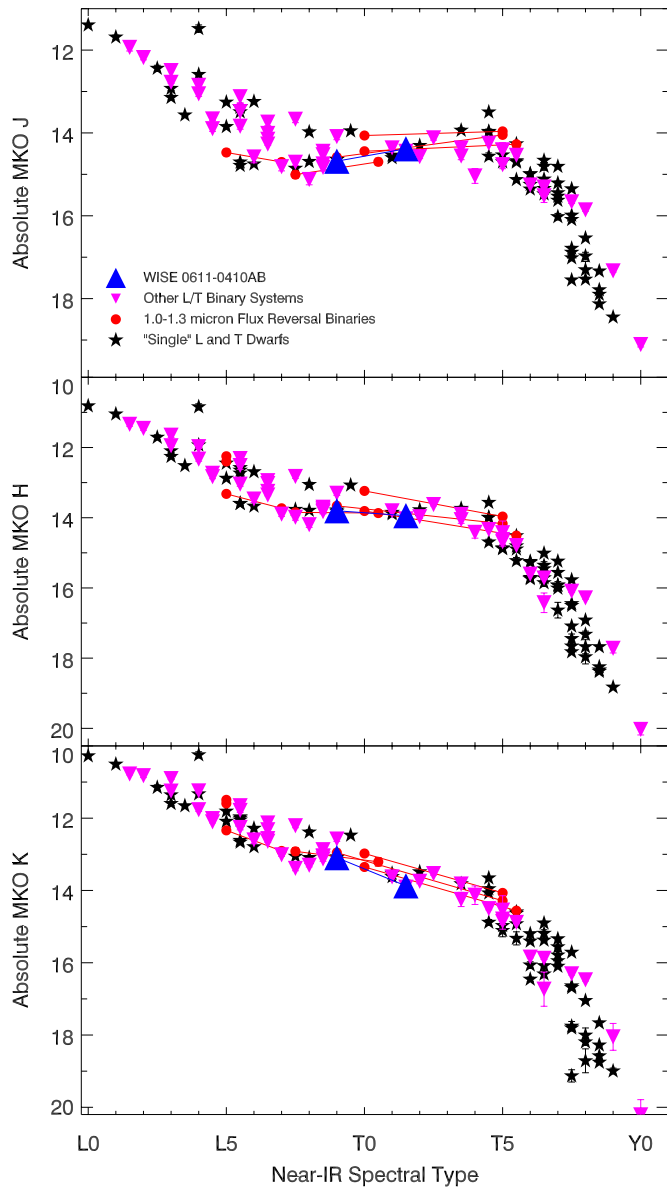 12
14
16
18
Absolute MKO J
WISE 0611-0410AB
Other L/T Binary Systems
1.0-1.3 micron Flux Reversal Binaries
"Single" L and T Dwarfs
10
12
14
16
18
20
Absolute MKO H
10
12
14
16
18
20
Absolute MKO K
L0 L5 T0 T5 Y0
Near-IR Spectral Type